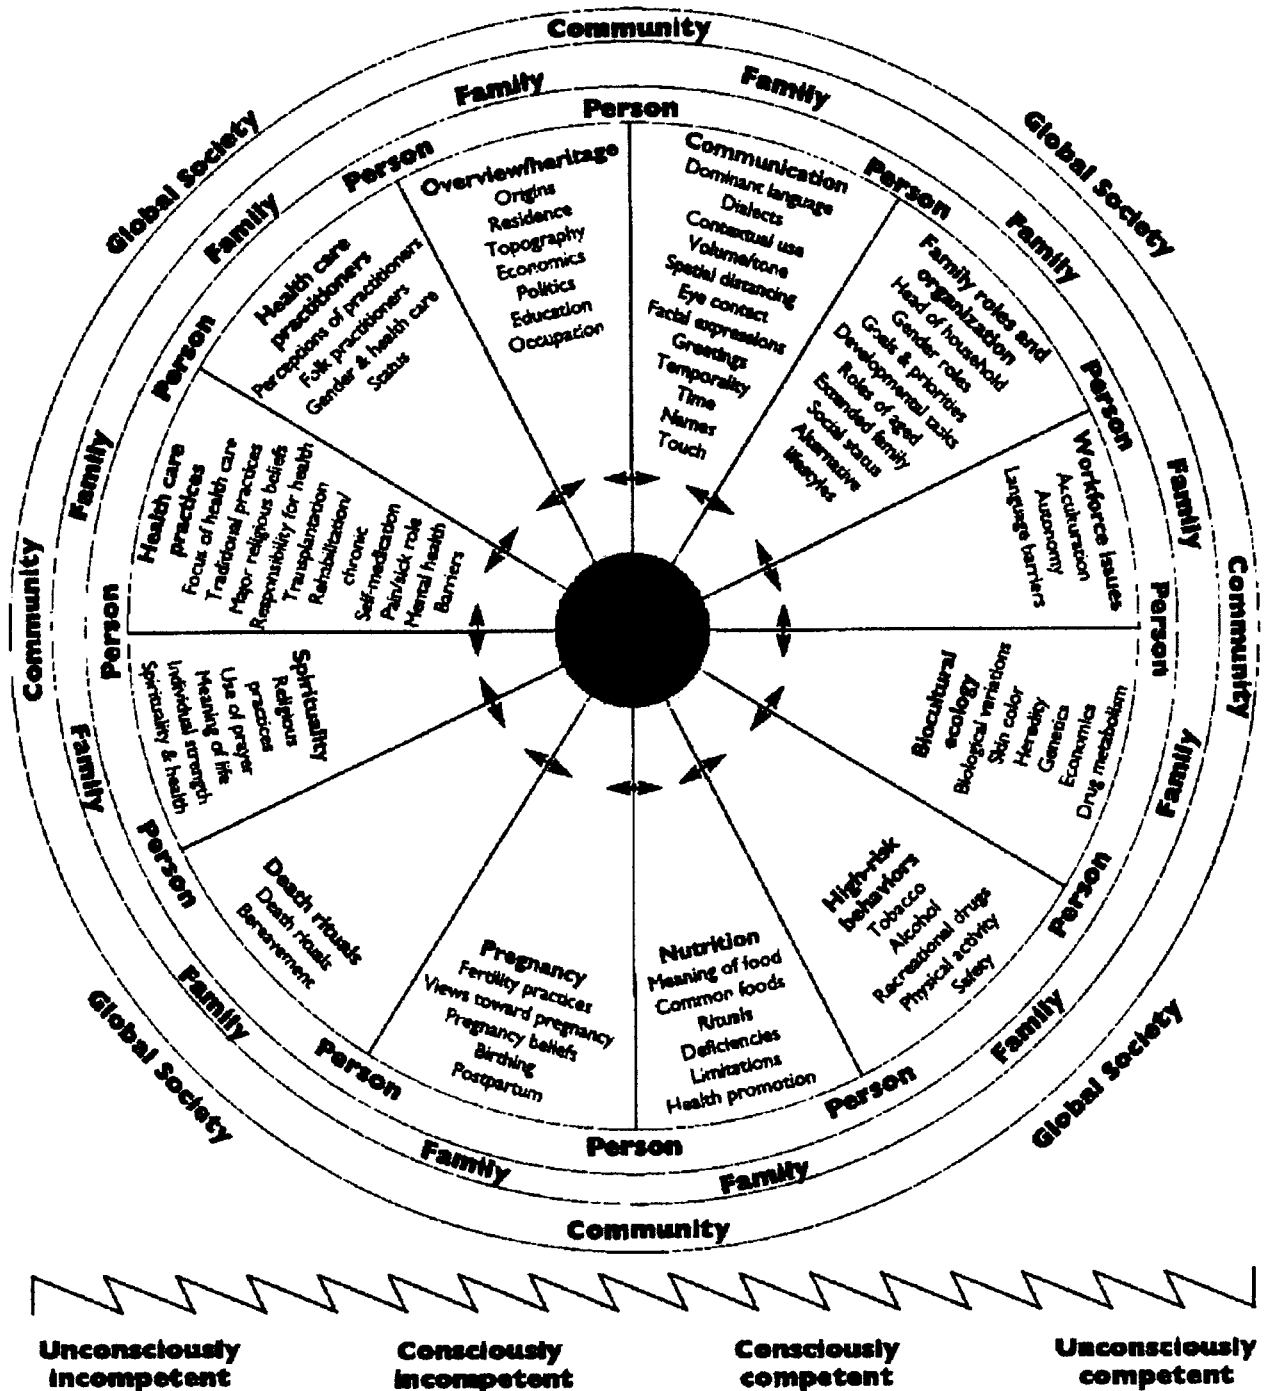 Community
Family
Family
Person
Global Society
Global Society
Person
Person
Family
Family
Overview/heritage
Origins
Residence
Topography
Economics
Politics
Education
Occupation
Communication
Dominant language
Dialects
Contextual use
Volume/tone
Spatial distancing
Eye contact
Facial expressions
Greetings
Temporality
Time
Names
Touch
Family roles and
organization
Head of household
Gender roles
Goals & priorities
Developmental tasks
Roles of aged
Extended family
Social status
Alternative
lifestyles
Person
Family
Workforce issues
Acculturation
Autonomy
Language barriers
Community
Person
Biocultural
ecology
Biological variations
Skin color
Heredity
Genetics
Economics
Drug metabolism
Family
Person
High-risk
behaviors
Tobacco
Alcohol
Recreational drugs
Physical activity
Safety
Family
Global Society
Person
Nutrition
Meaning of food
Common foods
Rituals
Deficiencies
Limitations
Health promotion
Person
Family
Community
Pregnancy
Fertility practices
Views toward pregnancy
Pregnancy beliefs
Birthing
Postpartum
Family
Person
Death rituals
Death rituals
Bereavement
Family
Global Society
Person
Spirituality
Religious
practices
Use of prayer
Meaning of life
Individual strength
Spirituality & health
Family
Person
Community
Health care
practices
Focus of health care
Traditional practices
Major religious beliefs
Responsibility for health
Transplantation
Rehabilitation/
chronic
Self-medication
Pain/sick role
Mental health
Barriers
Family
Person
Health care
practitioners
Perceptions of practitioners
Folk practitioners
Gender & health care
Status
Unconsciously
incompetent
Consciously
incompetent
Consciously
competent
Unconsciously
competent